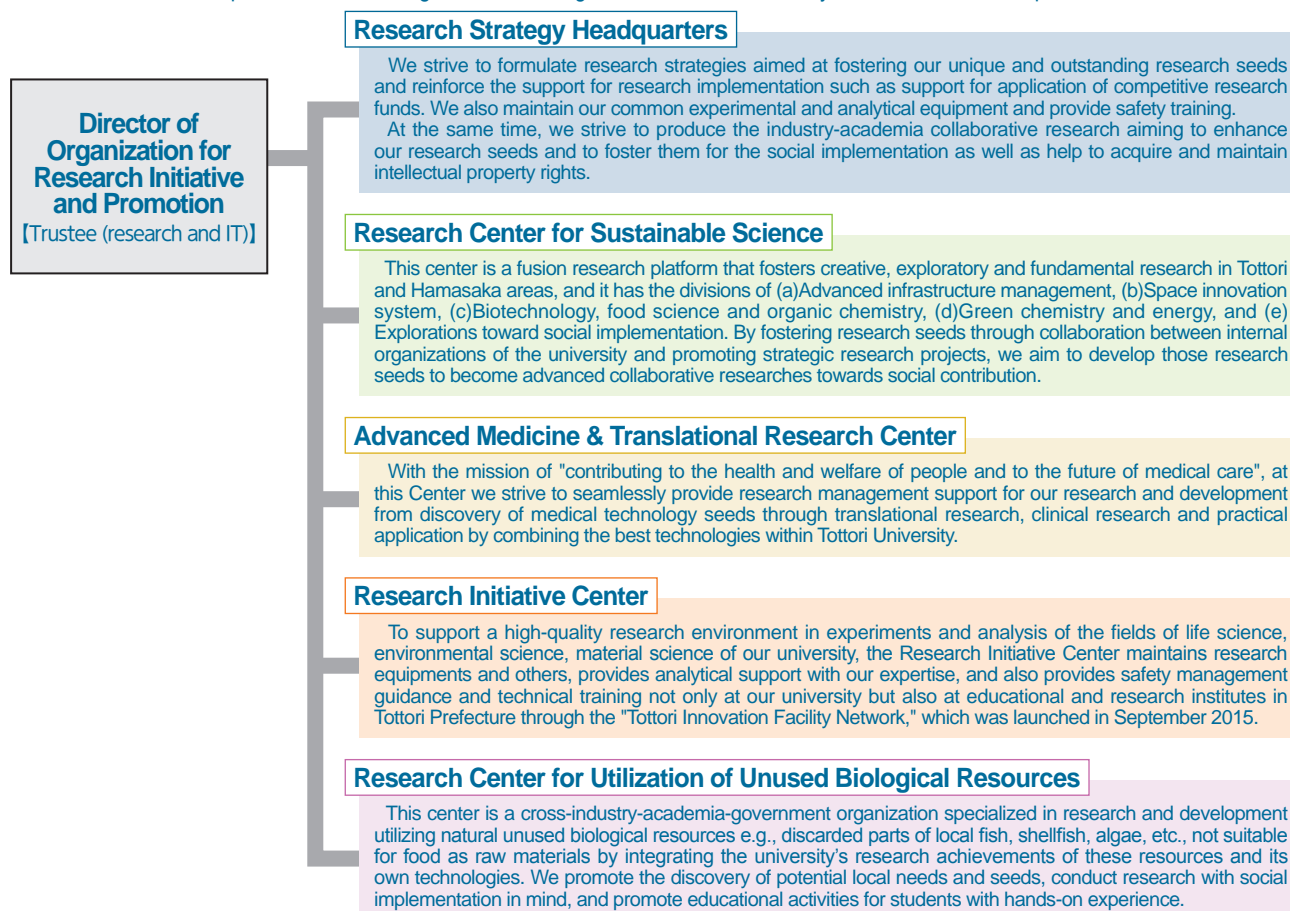 Director of
Organization for
Research Initiative
and Promotion
【Trustee (research and IT)】
Research Strategy Headquarters
We strive to formulate research strategies aimed at fostering our unique and outstanding research seeds
and reinforce the support for research implementation such as support for application of competitive research
funds. We also maintain our common experimental and analytical equipment and provide safety training.
At the same time, we strive to produce the industry-academia collaborative research aiming to enhance
our research seeds and to foster them for the social implementation as well as help to acquire and maintain
intellectual property rights.
Research Center for Sustainable Science
This center is a fusion research platform that fosters creative, exploratory and fundamental research in Tottori
and Hamasaka areas, and it has the divisions of (a)Advanced infrastructure management, (b)Space innovation
system, (c)Biotechnology, food science and organic chemistry, (d)Green chemistry and energy, and (e)
Explorations toward social implementation. By fostering research seeds through collaboration between internal
organizations of the university and promoting strategic research projects, we aim to develop those research
seeds to become advanced collaborative researches towards social contribution.
Advanced Medicine & Translational Research Center
With the mission of "contributing to the health and welfare of people and to the future of medical care", at
this Center we strive to seamlessly provide research management support for our research and development
from discovery of medical technology seeds through translational research, clinical research and practical
application by combining the best technologies within Tottori University.
Research Initiative Center
To support a high-quality research environment in experiments and analysis of the fields of life science,
environmental science, material science of our university, the Research Initiative Center maintains research
equipments and others, provides analytical support with our expertise, and also provides safety management
guidance and technical training not only at our university but also at educational and research institutes in
Tottori Prefecture through the "Tottori Innovation Facility Network," which was launched in September 2015.
Research Center for Utilization of Unused Biological Resources
This center is a cross-industry-academia-government organization specialized in research and development
utilizing natural unused biological resources e.g., discarded parts of local fish, shellfish, algae, etc., not suitable
for food as raw materials by integrating the university's research achievements of these resources and its
own technologies. We promote the discovery of potential local needs and seeds, conduct research with social
implementation in mind, and promote educational activities for students with hands-on experience.